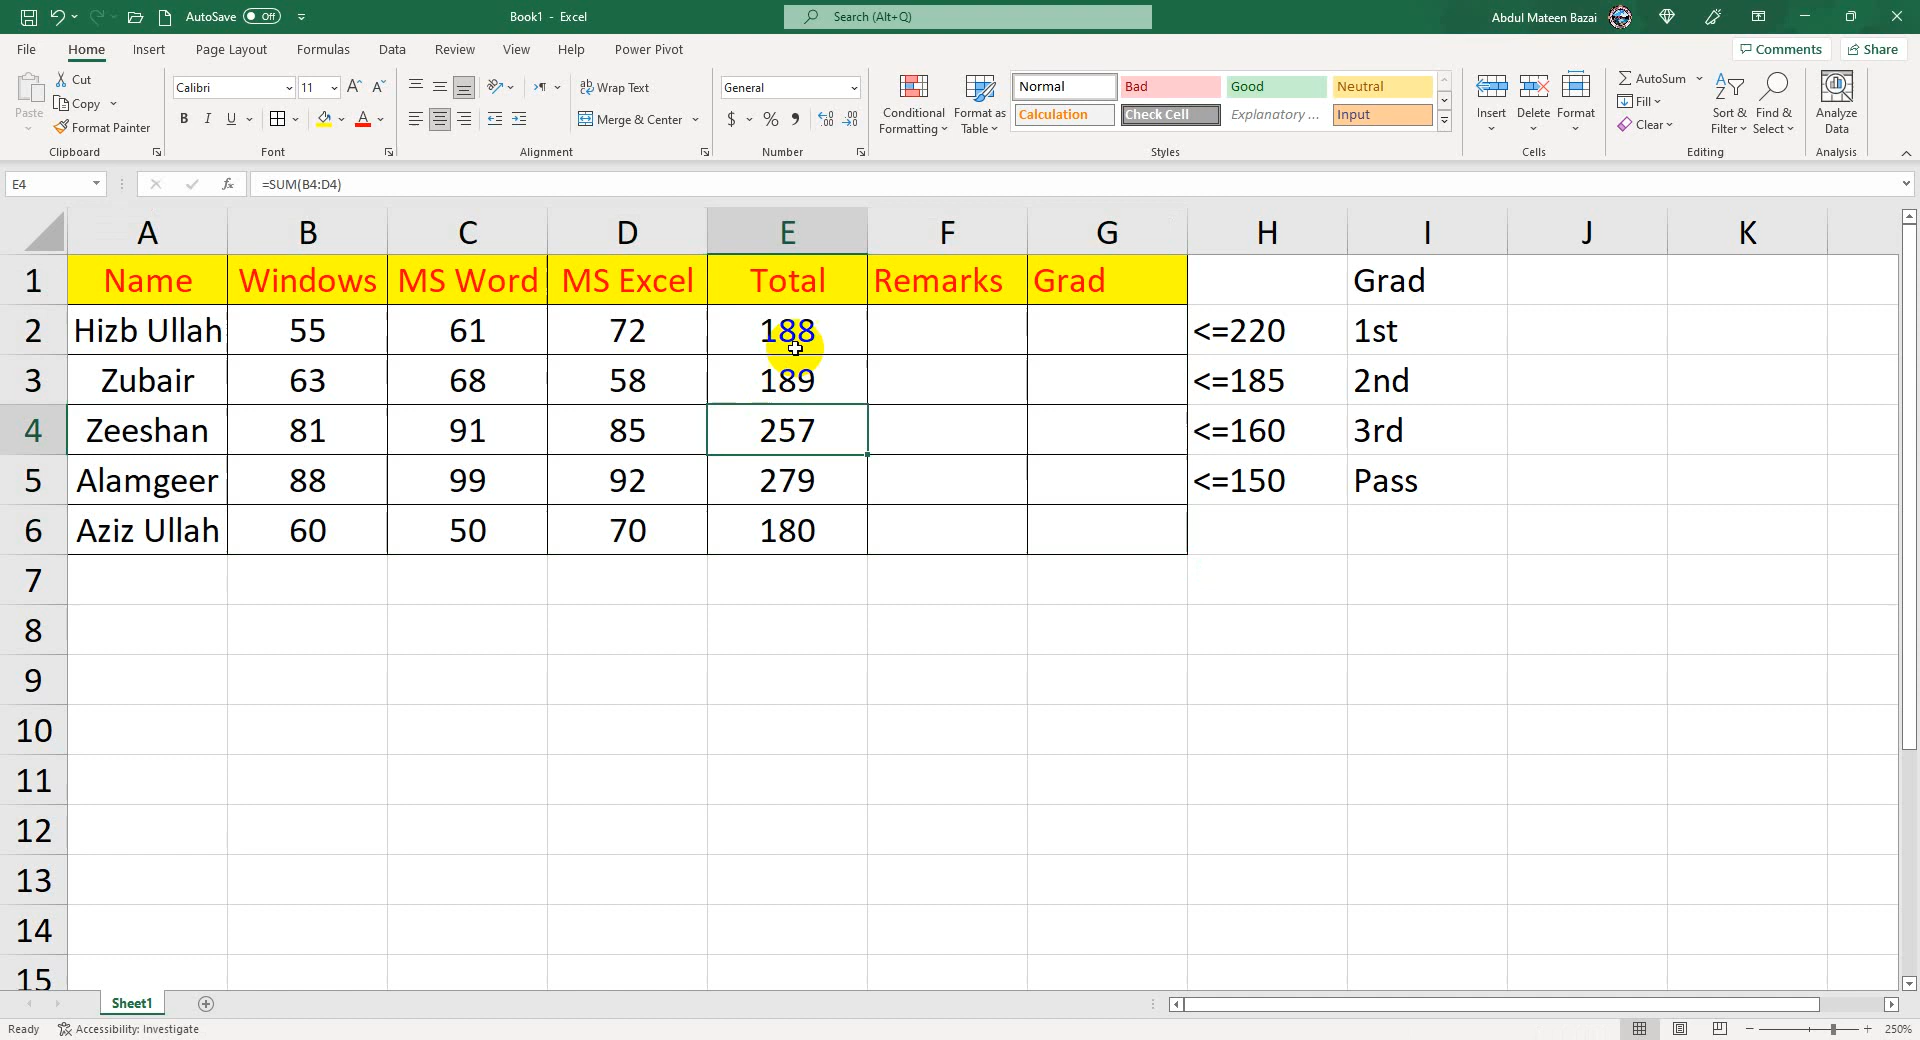 AutoSave Off Book1 - Excel Search (Alt+Q) Abdul Mateen Bazai
File Home Insert Page Layout Formulas Data Review View Help Power Pivot Comments Share
Paste Cut Copy Format Painter Clipboard
Calibri 11 B I U A Font
Wrap Text Merge & Center Alignment
General $ % Number
Conditional Formatting Format as Table Normal Bad Good Neutral Calculation Check Cell Explanatory ... Input Styles
Insert Delete Format Cells
AutoSum Fill Clear Sort & Filter Find & Select Editing
Analyze Data Analysis
E4 fx =SUM(B4:D4)
A B C D E F G H I J K
1 Name Windows MS Word MS Excel Total Remarks Grad Grad
2 Hizb Ullah 55 61 72 188 <=220 1st
3 Zubair 63 68 58 189 <=185 2nd
4 Zeeshan 81 91 85 257 <=160 3rd
5 Alamgeer 88 99 92 279 <=150 Pass
6 Aziz Ullah 60 50 70 180
7
8
9
10
11
12
13
14
15
Sheet1
Ready Accessibility: Investigate 250%